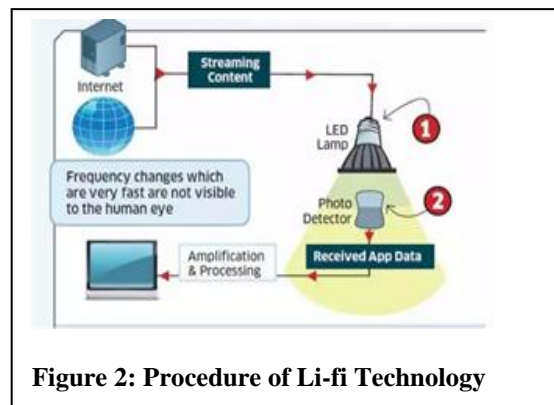 Internet
Streaming
Content
LED
Lamp
1
Frequency changes which
are very fast are not visible
to the human eye
Photo
Detector
2
Amplification
& Processing
Received App Data
Figure 2: Procedure of Li-fi Technology